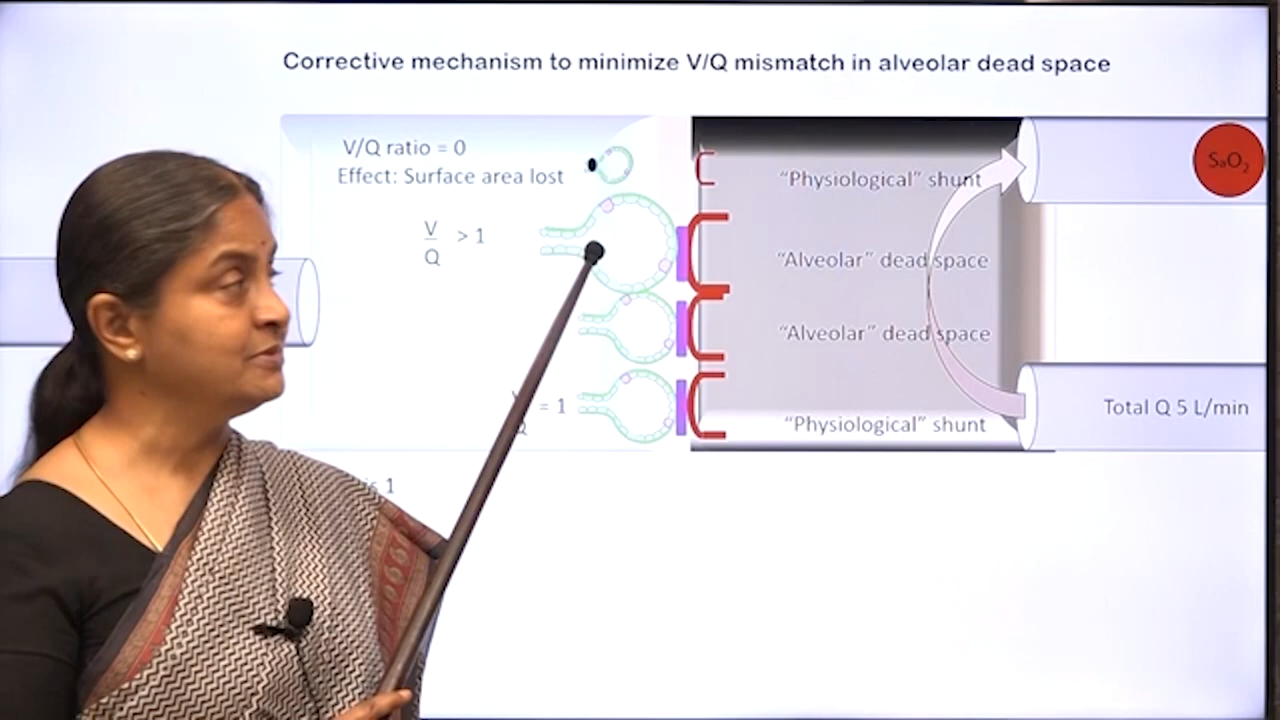 Corrective mechanism to minimize V/Q mismatch in alveolar dead space
V/Q ratio = 0
Effect: Surface area lost
V
Q
> 1
= 1
1
“Physiological” shunt
“Alveolar” dead space
“Alveolar” dead space
“Physiological” shunt
SaO2
Total Q 5 L/min